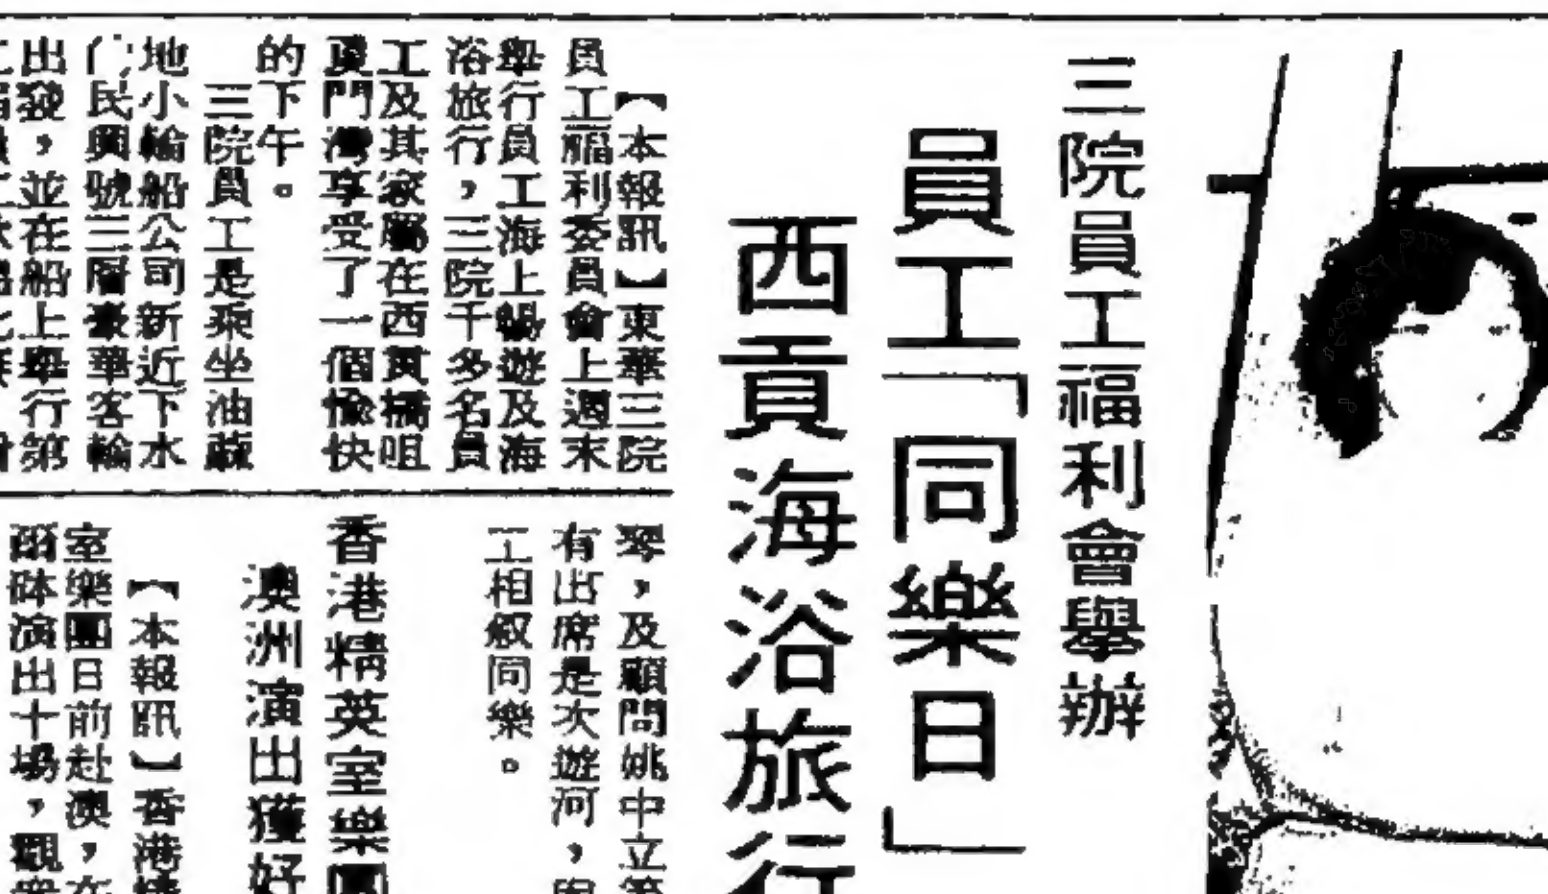 三院員工福利會舉辦
員工「同樂日」
西貢海浴旅行
【本報訊】東華三院
員工福利委員會上週末
舉行員工海上暢遊及海
浴旅行,三院千多名員
工及其家屬在西貢橋咀
廈門灣享受了一個愉快
的下午。
三院員工是乘坐油蔴
地小輪船公司新近下水
民興號三層豪華客輪
出發,並在船上舉行第
琴,及顧問姚中立等
有出席是次遊河,與
工相叙同樂。
香港精英室樂團
澳洲演出獲好
【本報訊】香港精
室樂團日前赴澳,在
爾砵演出十場,觀眾